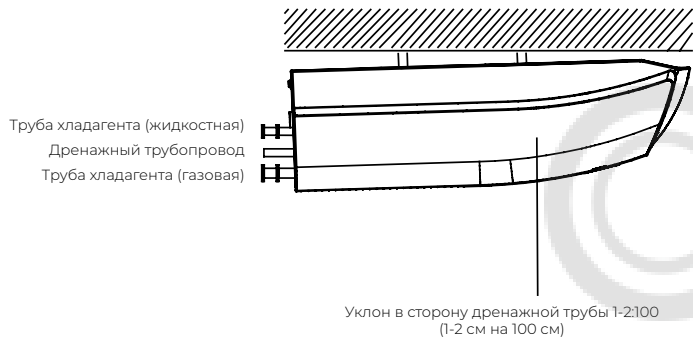 Труба хладагента (жидкостная)
Дренажный трубопровод
Труба хладагента (газовая)
Уклон в сторону дренажной трубы 1-2:100
(1-2 см на 100 см)